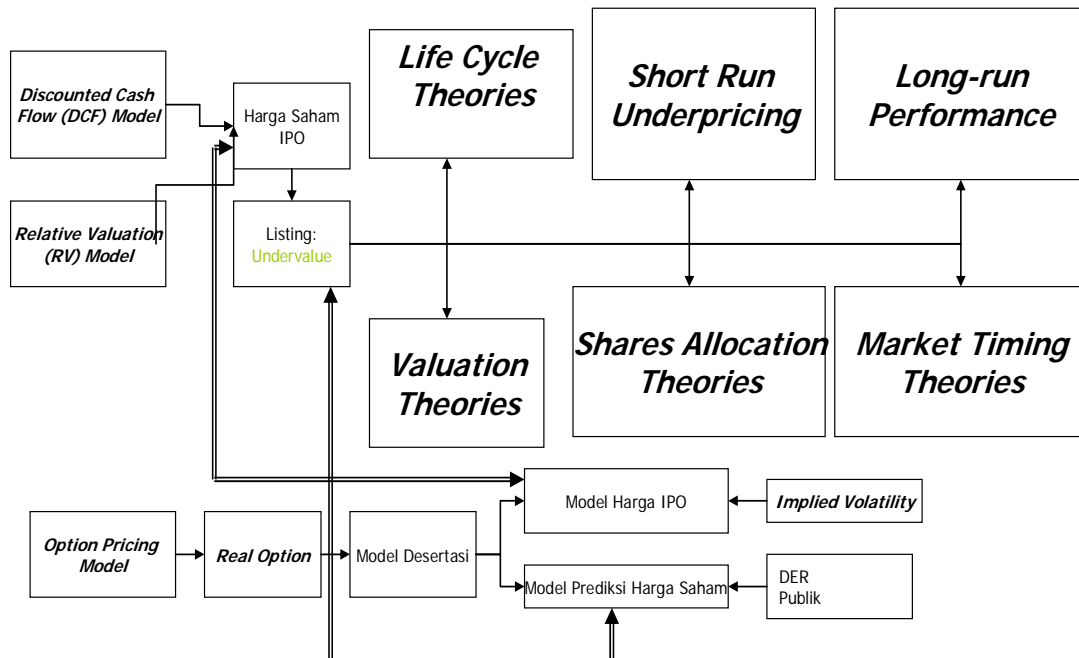 Discounted Cash
Flow (DCF) Model
Harga Saham
IPO
Life Cycle
Theories
Short Run
Underpricing
Long-run
Performance
Relative Valuation
(RV) Model
Listing:
Undervalue
Valuation
Theories
Shares Allocation
Theories
Market Timing
Theories
Model Harga IPO
Implied Volatility
Option Pricing
Model
Real Option
Model Desertasi
Model Prediksi Harga Saham
DER
Publik